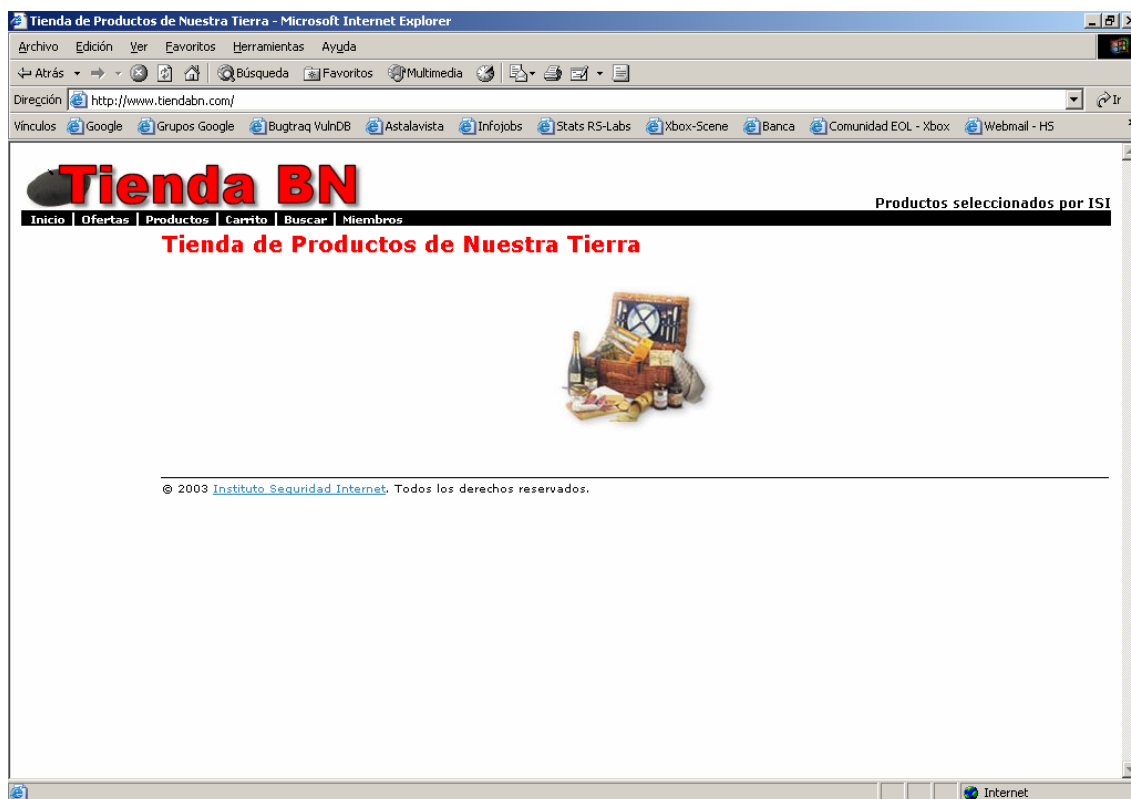 Tienda de Productos de Nuestra Tierra - Microsoft Internet Explorer
Archivo Edición Ver Favoritos Herramientas Ayuda
Atrás Búsqueda Favoritos Multimedia
Dirección http://www.tiendabn.com/ Ir
Vínculos Google Grupos Google Bugtraq VulnDB Astalavista Infojobs Stats RS-Labs Xbox-Scene Banca Comunidad EOL - Xbox Webmail - HS
Tienda BN
Productos seleccionados por ISI
Inicio | Ofertas | Productos | Carrito | Buscar | Miembros
Tienda de Productos de Nuestra Tierra
© 2003 Instituto Seguridad Internet. Todos los derechos reservados.
Internet